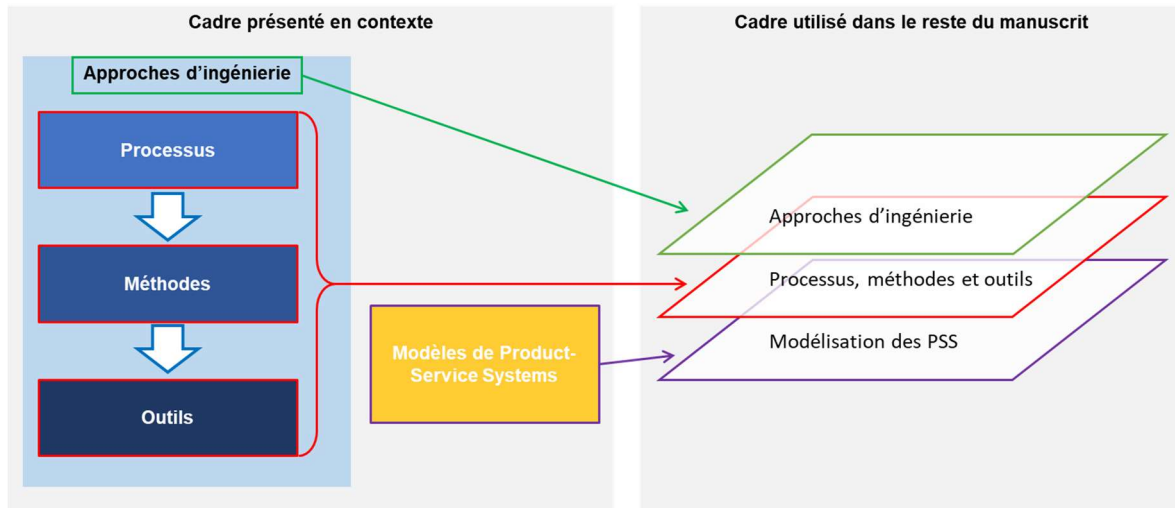 Cadre présenté en contexte
Approches d'ingénierie
Processus
Méthodes
Outils
Modèles de Product-
Service Systems
Cadre utilisé dans le reste du manuscrit
Approches d'ingénierie
Processus, méthodes et outils
Modélisation des PSS